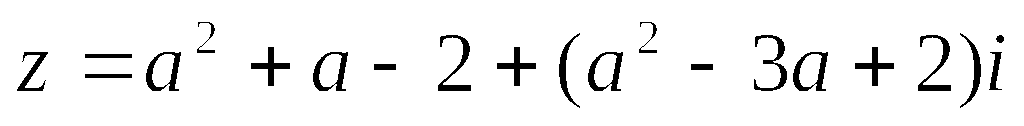 z = a² + a - 2 + (a² - 3a + 2)i